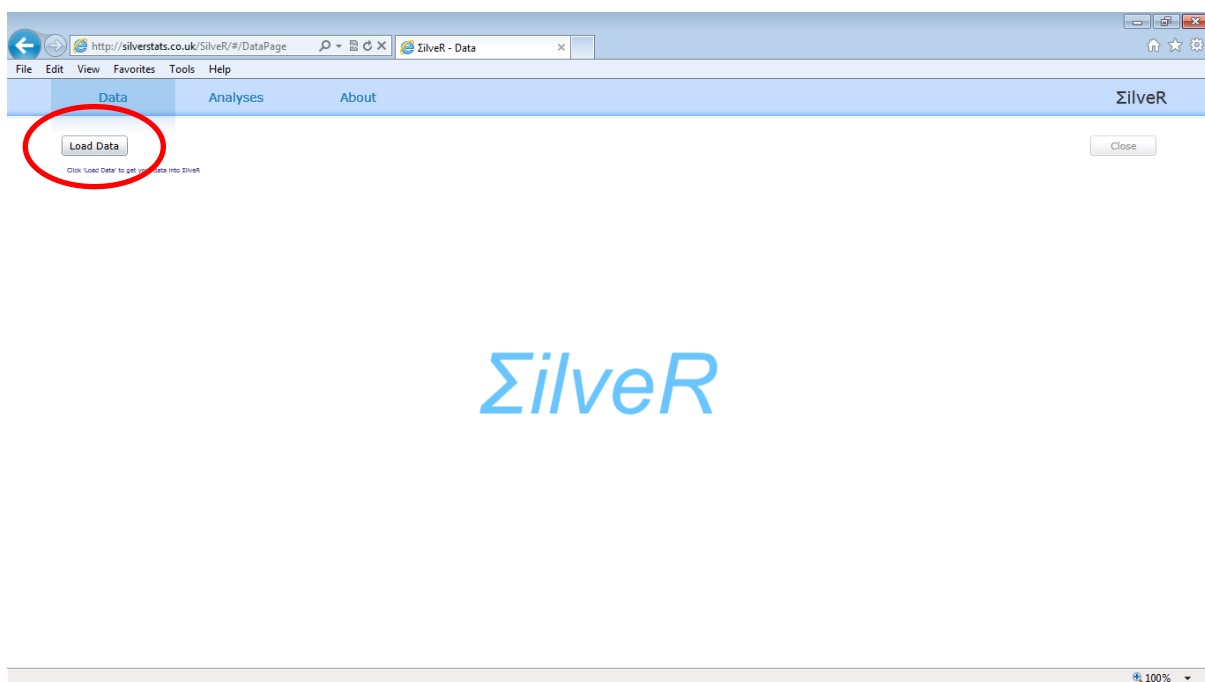 http://silverstats.co.uk/SilveR/#/DataPage
ΣilveR - Data
File Edit View Favorites Tools Help
Data Analyses About ΣilveR
Load Data Close
Click 'Load Data' to get your data into ΣilveR
ΣilveR
100%